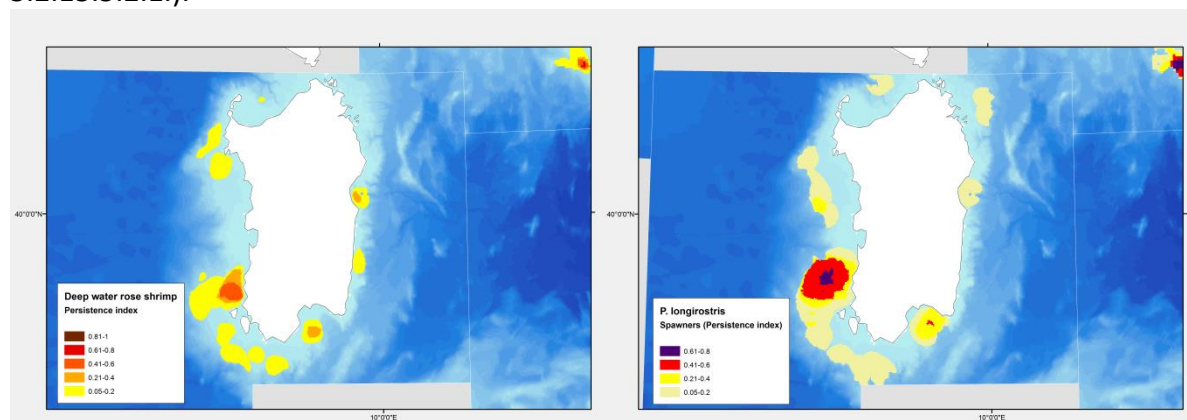 40°0'0"N
Deep water rose shrimp
Persistence index
0.81-1
0.61-0.8
0.41-0.6
0.21-0.4
0.05-0.2
10°0'0"E
40°0'0"N
P. longirostris
Spawners (Persistence index)
0.61-0.8
0.41-0.6
0.21-0.4
0.05-0.2
10°0'0"E